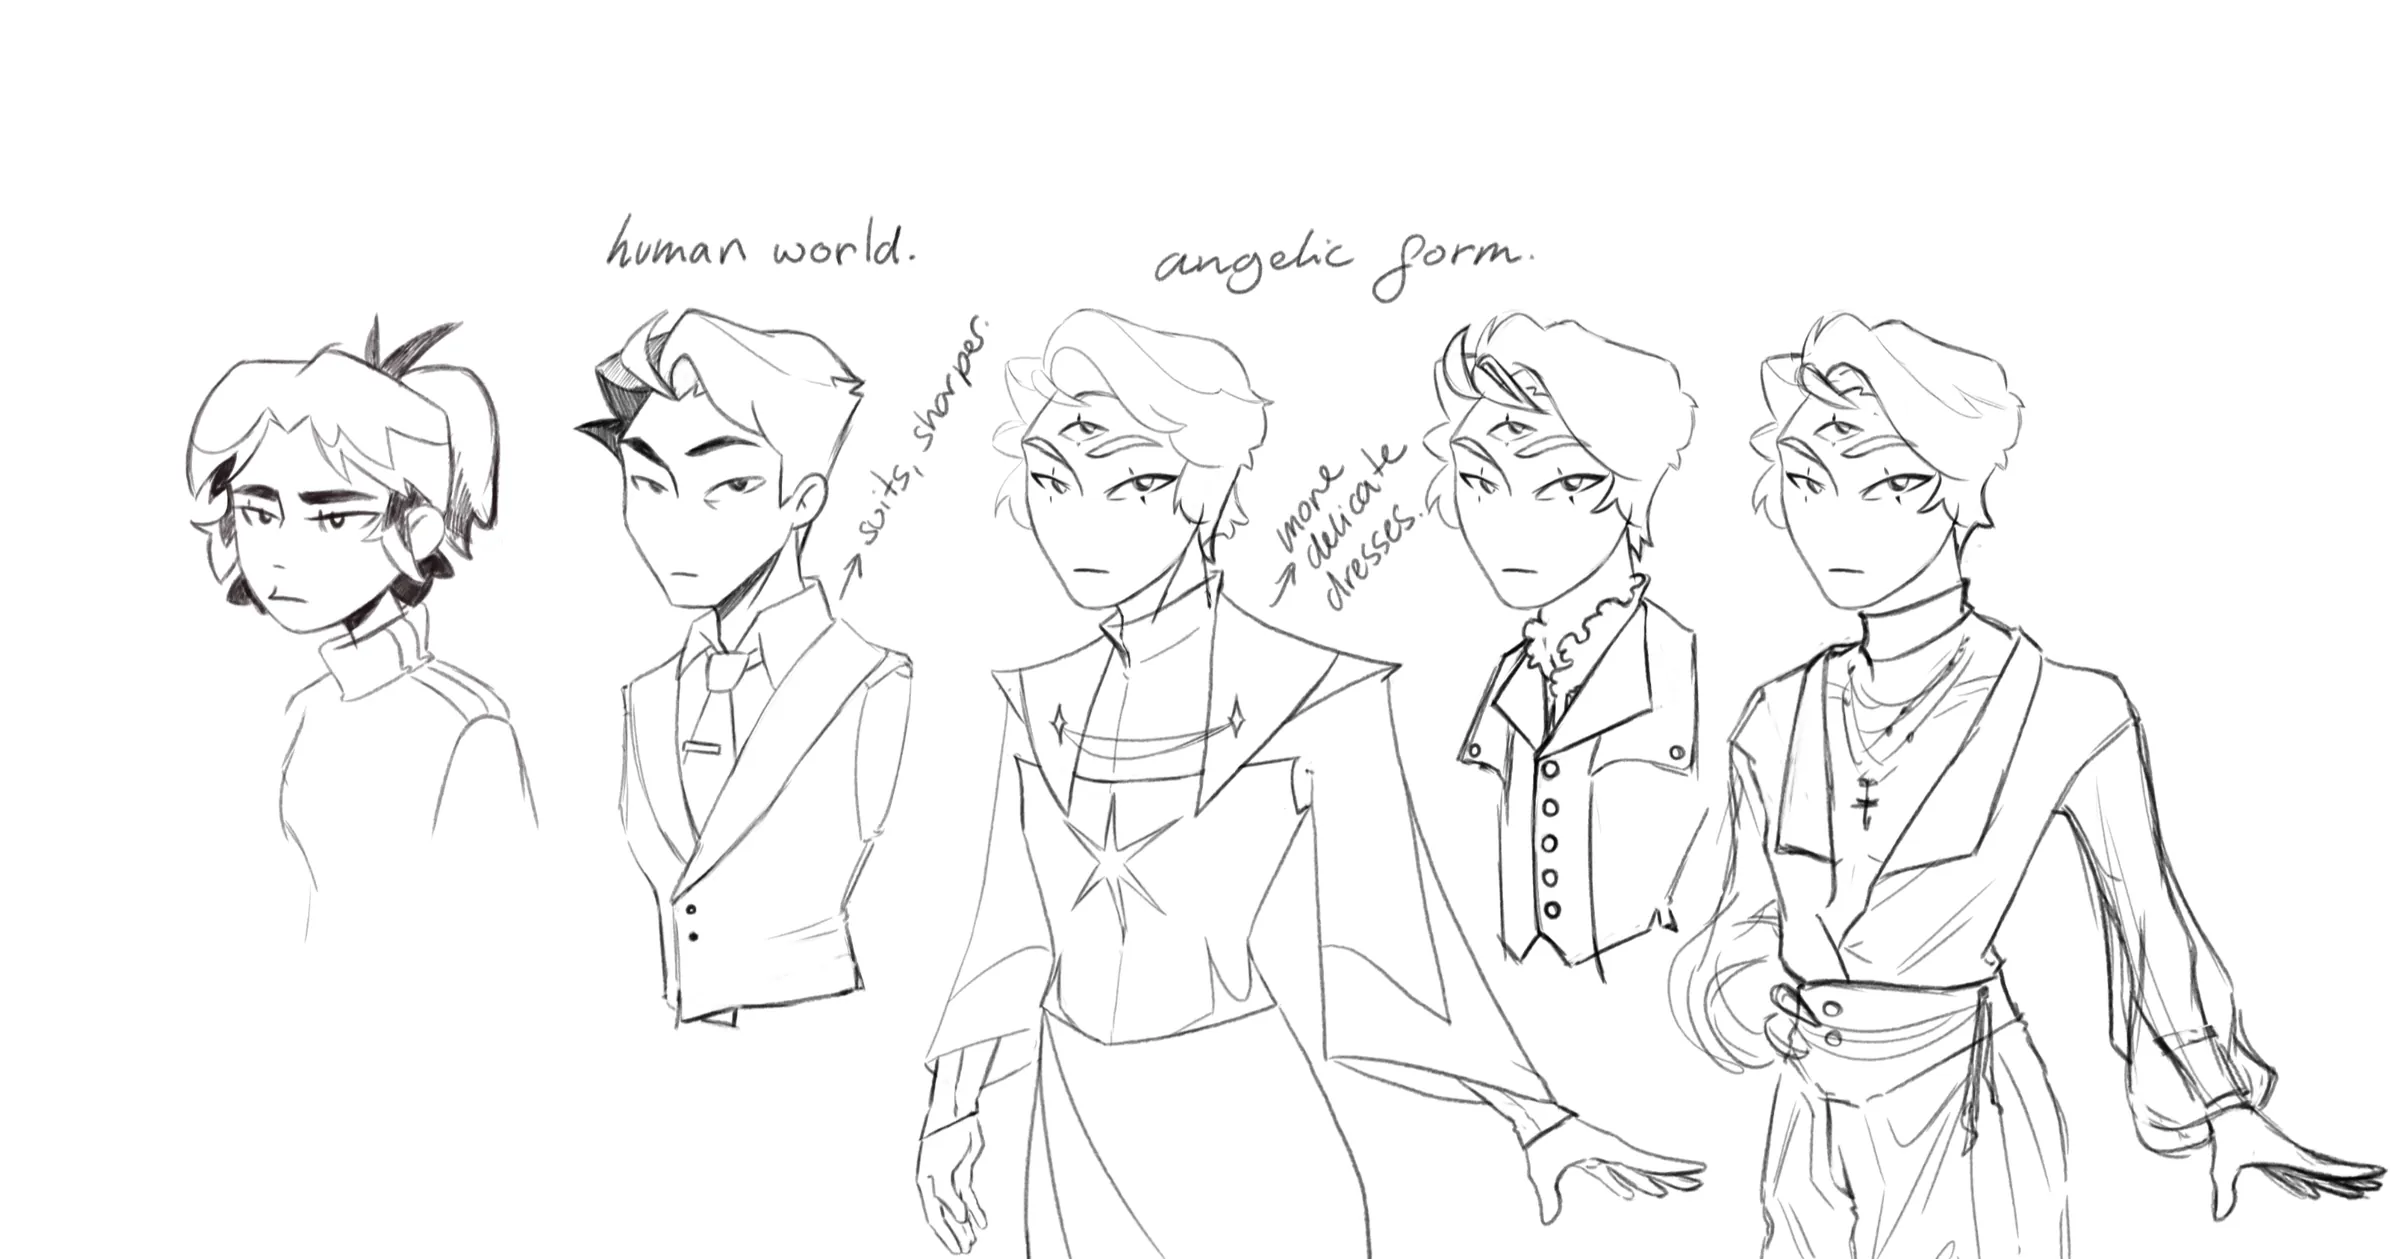 human world.
angelic form.
→ suits, sharper.
→ more
delicate
dresses.